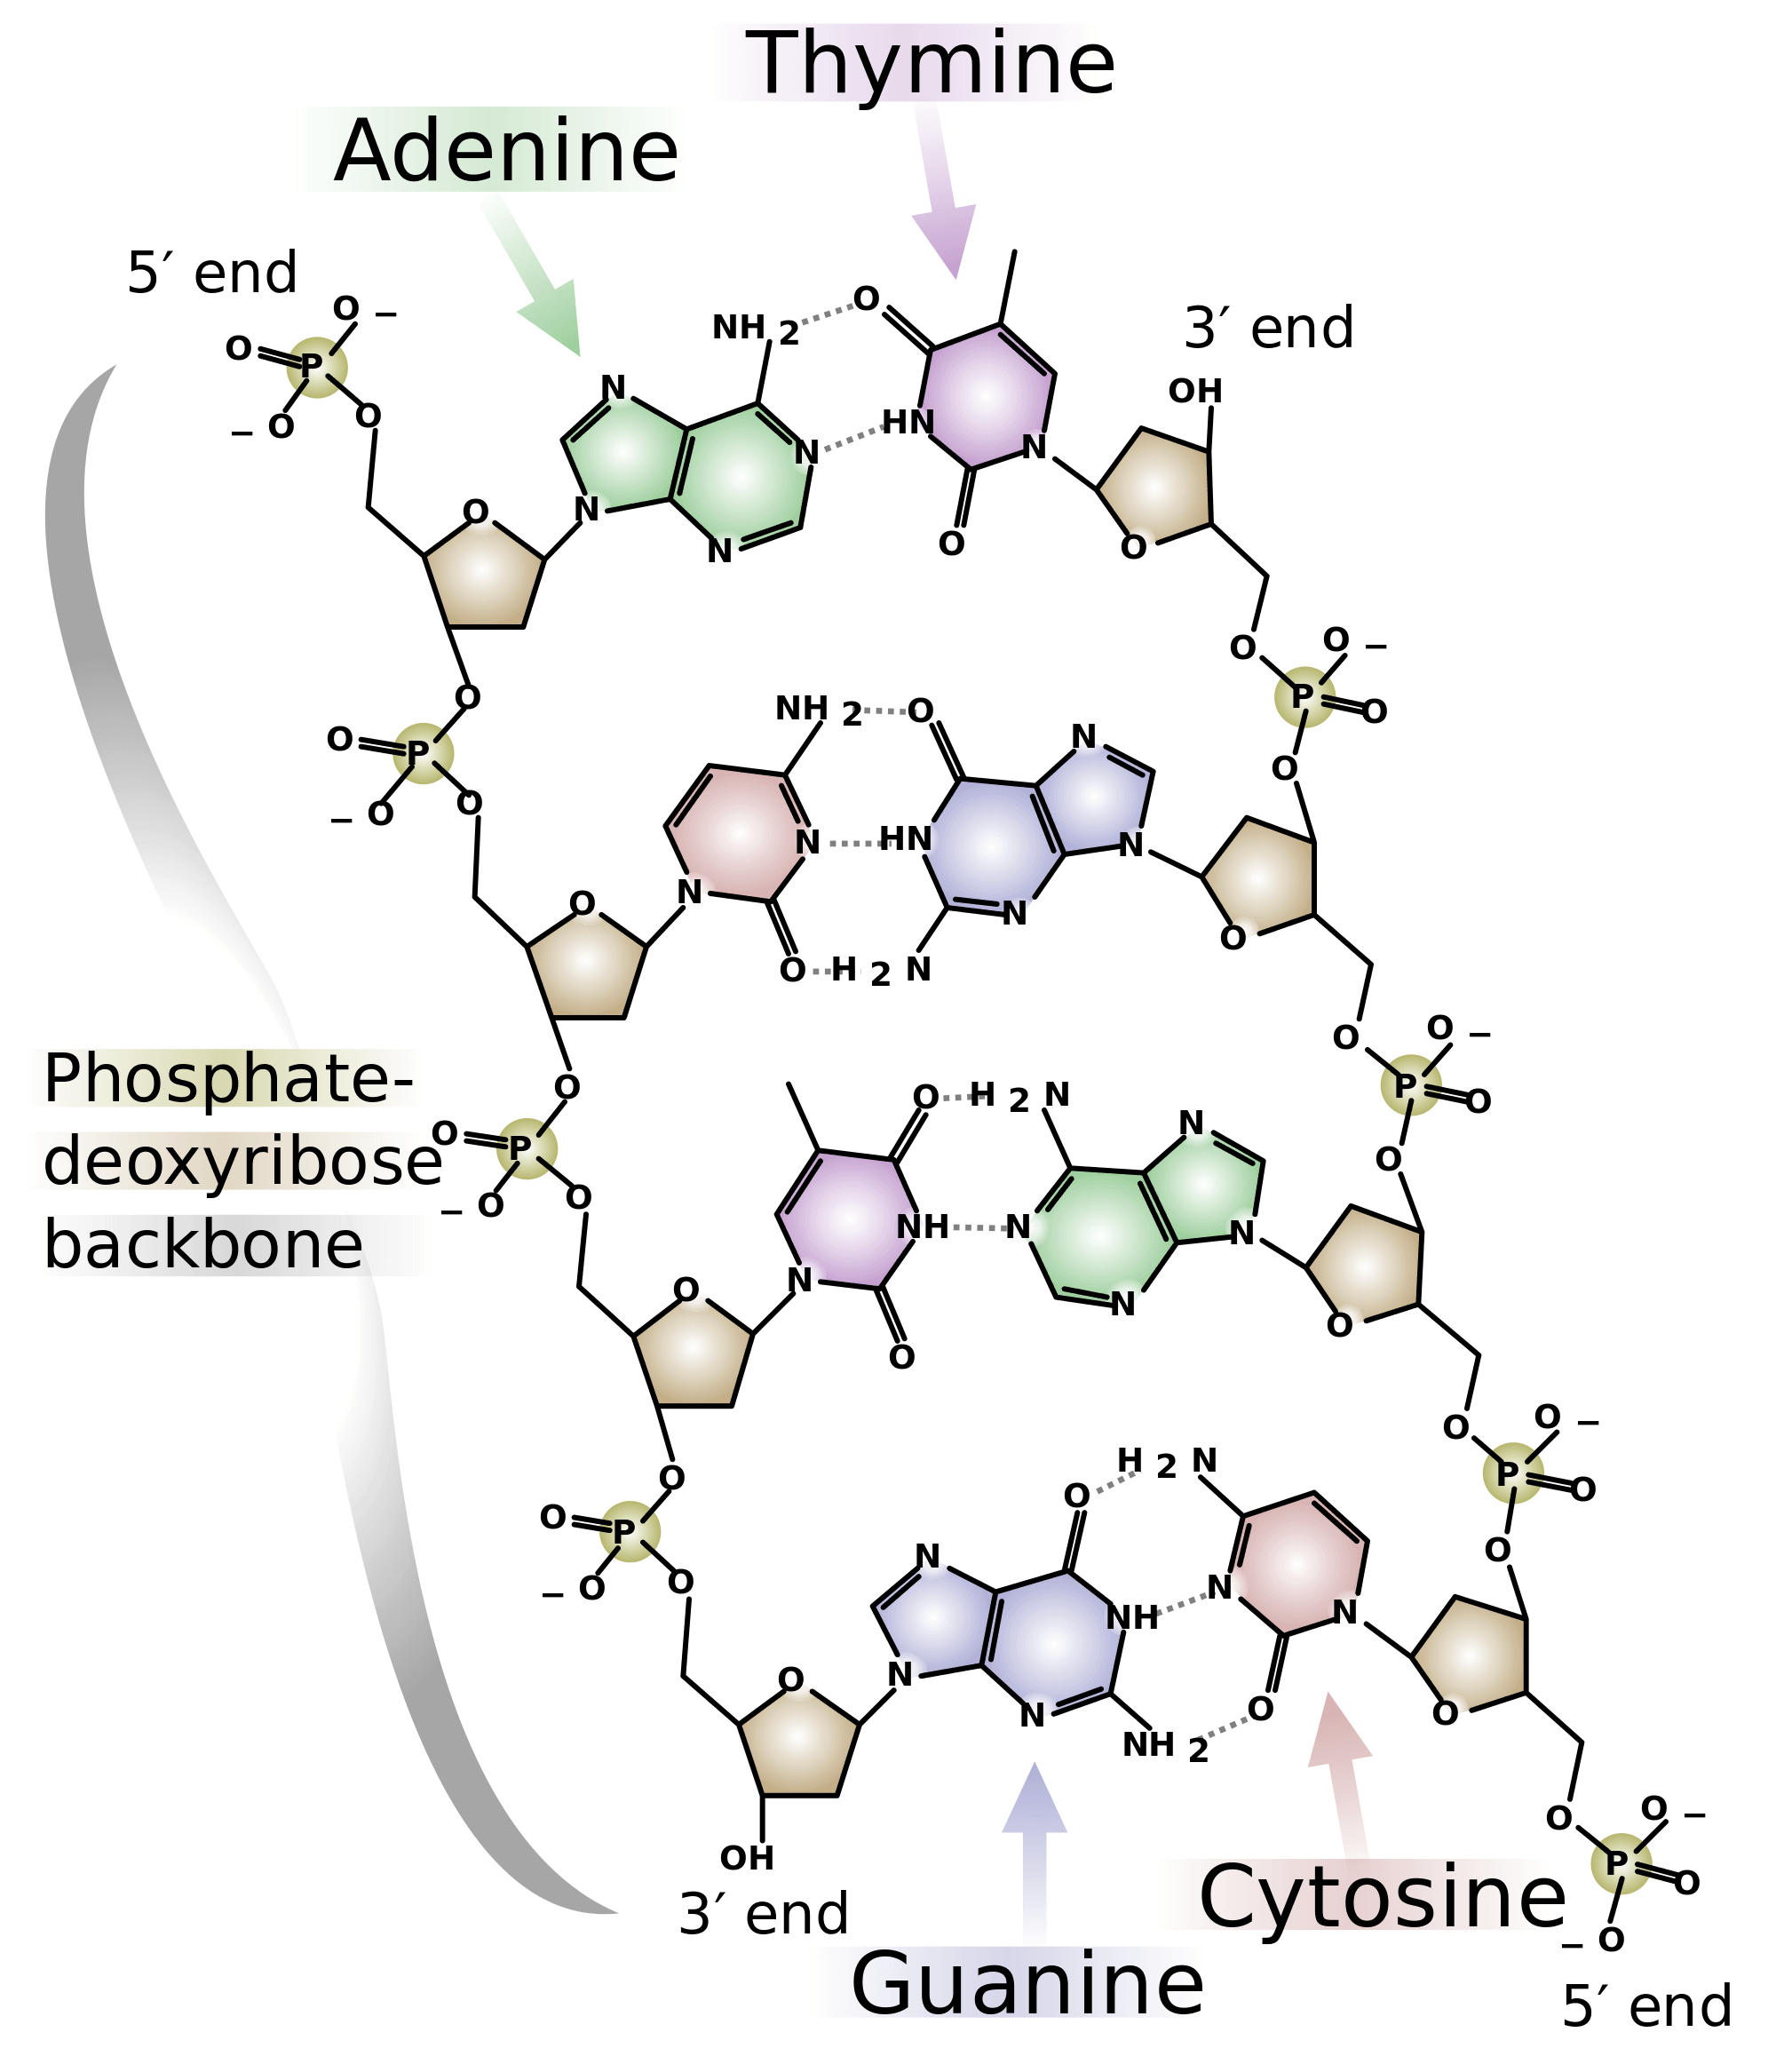 Thymine
Adenine
5′ end
3′ end
O –
O
P
– O
O
NH 2
O
N
N
N
N
HN
N
O
OH
O
O
O
O –
P
O
O
O
O
P
– O
O
NH 2
O
N
N
O
HN
N
N
N
O
H 2 N
O
O
O
O –
P
O
O
Phosphate-
deoxyribose
backbone
O
O
P
– O
O
O
H 2 N
NH
N
O
N
N
N
N
O
O
O
O –
P
O
O
O
O
P
– O
O
O
H 2 N
N
NH
N
N
N
N
O
NH 2
O
O
OH
O
O –
P
O
– O
3′ end
Cytosine
Guanine
5′ end